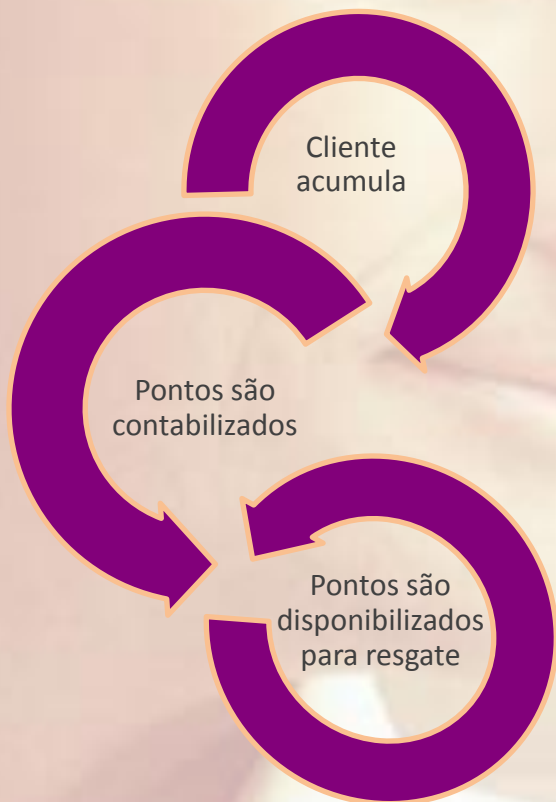 Cliente
acumula
Pontos são
contabilizados
Pontos são
disponibilizados
para resgate